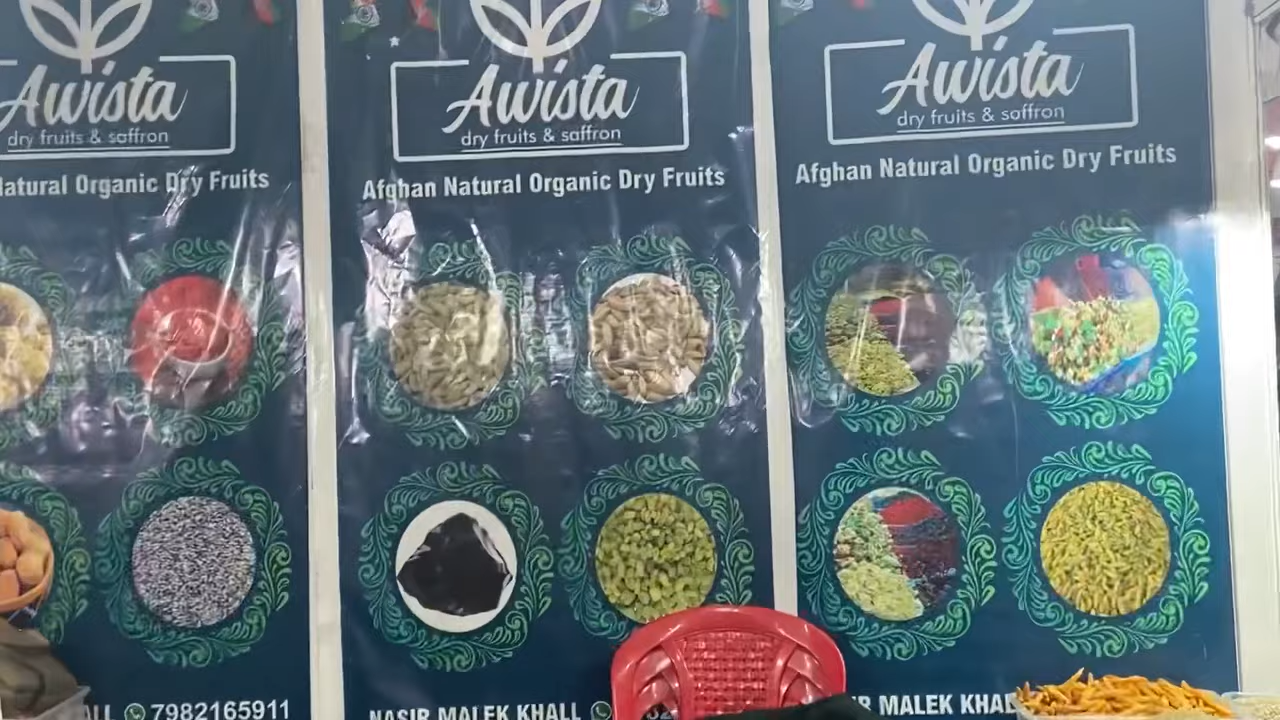 Awista
dry fruits & saffron
Natural Organic Dry Fruits
7982165911
Awista
dry fruits & saffron
Afghan Natural Organic Dry Fruits
NASIR MALEK KHALL
Awista
dry fruits & saffron
Afghan Natural Organic Dry Fruits
MALEK